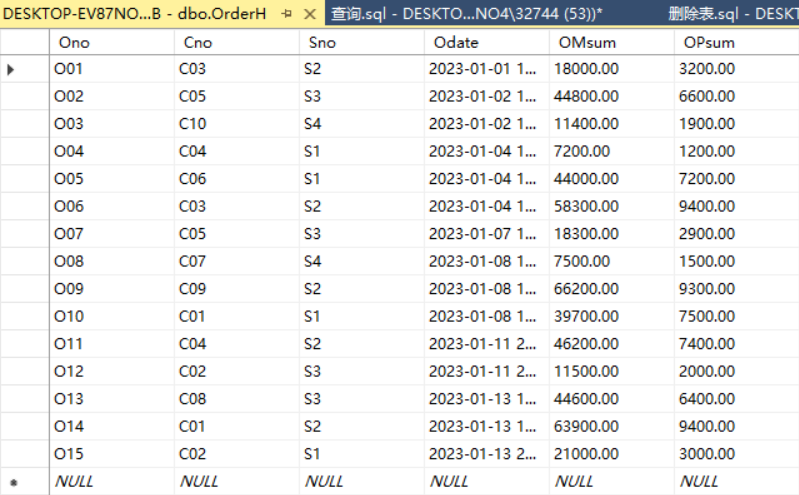 DESKTOP-EV87NO...B - dbo.OrderH 查询.sql - DESKTO...NO4\32744 (53))* 删除表.sql - DESKT
Ono Cno Sno Odate OMsum OPsum
O01 C03 S2 2023-01-01 1... 18000.00 3200.00
O02 C05 S3 2023-01-02 1... 44800.00 6600.00
O03 C10 S4 2023-01-02 1... 11400.00 1900.00
O04 C04 S1 2023-01-04 1... 7200.00 1200.00
O05 C06 S1 2023-01-04 1... 44000.00 7200.00
O06 C03 S2 2023-01-04 1... 58300.00 9400.00
O07 C05 S3 2023-01-07 1... 18300.00 2900.00
O08 C07 S4 2023-01-08 1... 7500.00 1500.00
O09 C09 S2 2023-01-08 1... 66200.00 9300.00
O10 C01 S1 2023-01-08 1... 39700.00 7500.00
O11 C04 S2 2023-01-11 2... 46200.00 7400.00
O12 C02 S3 2023-01-11 2... 11500.00 2000.00
O13 C08 S3 2023-01-13 1... 44600.00 6400.00
O14 C01 S2 2023-01-13 1... 63900.00 9400.00
O15 C02 S1 2023-01-13 2... 21000.00 3000.00
NULL NULL NULL NULL NULL NULL